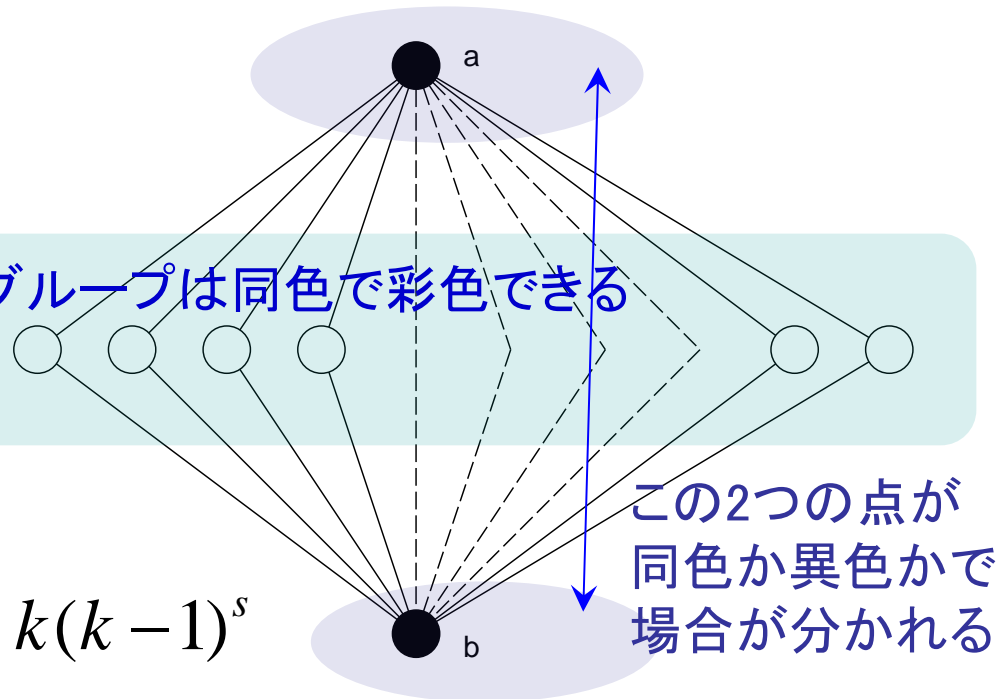 a
グループは同色で彩色できる
この2つの点が
同色か異色かで
場合が分かれる
k(k−1)^s
b